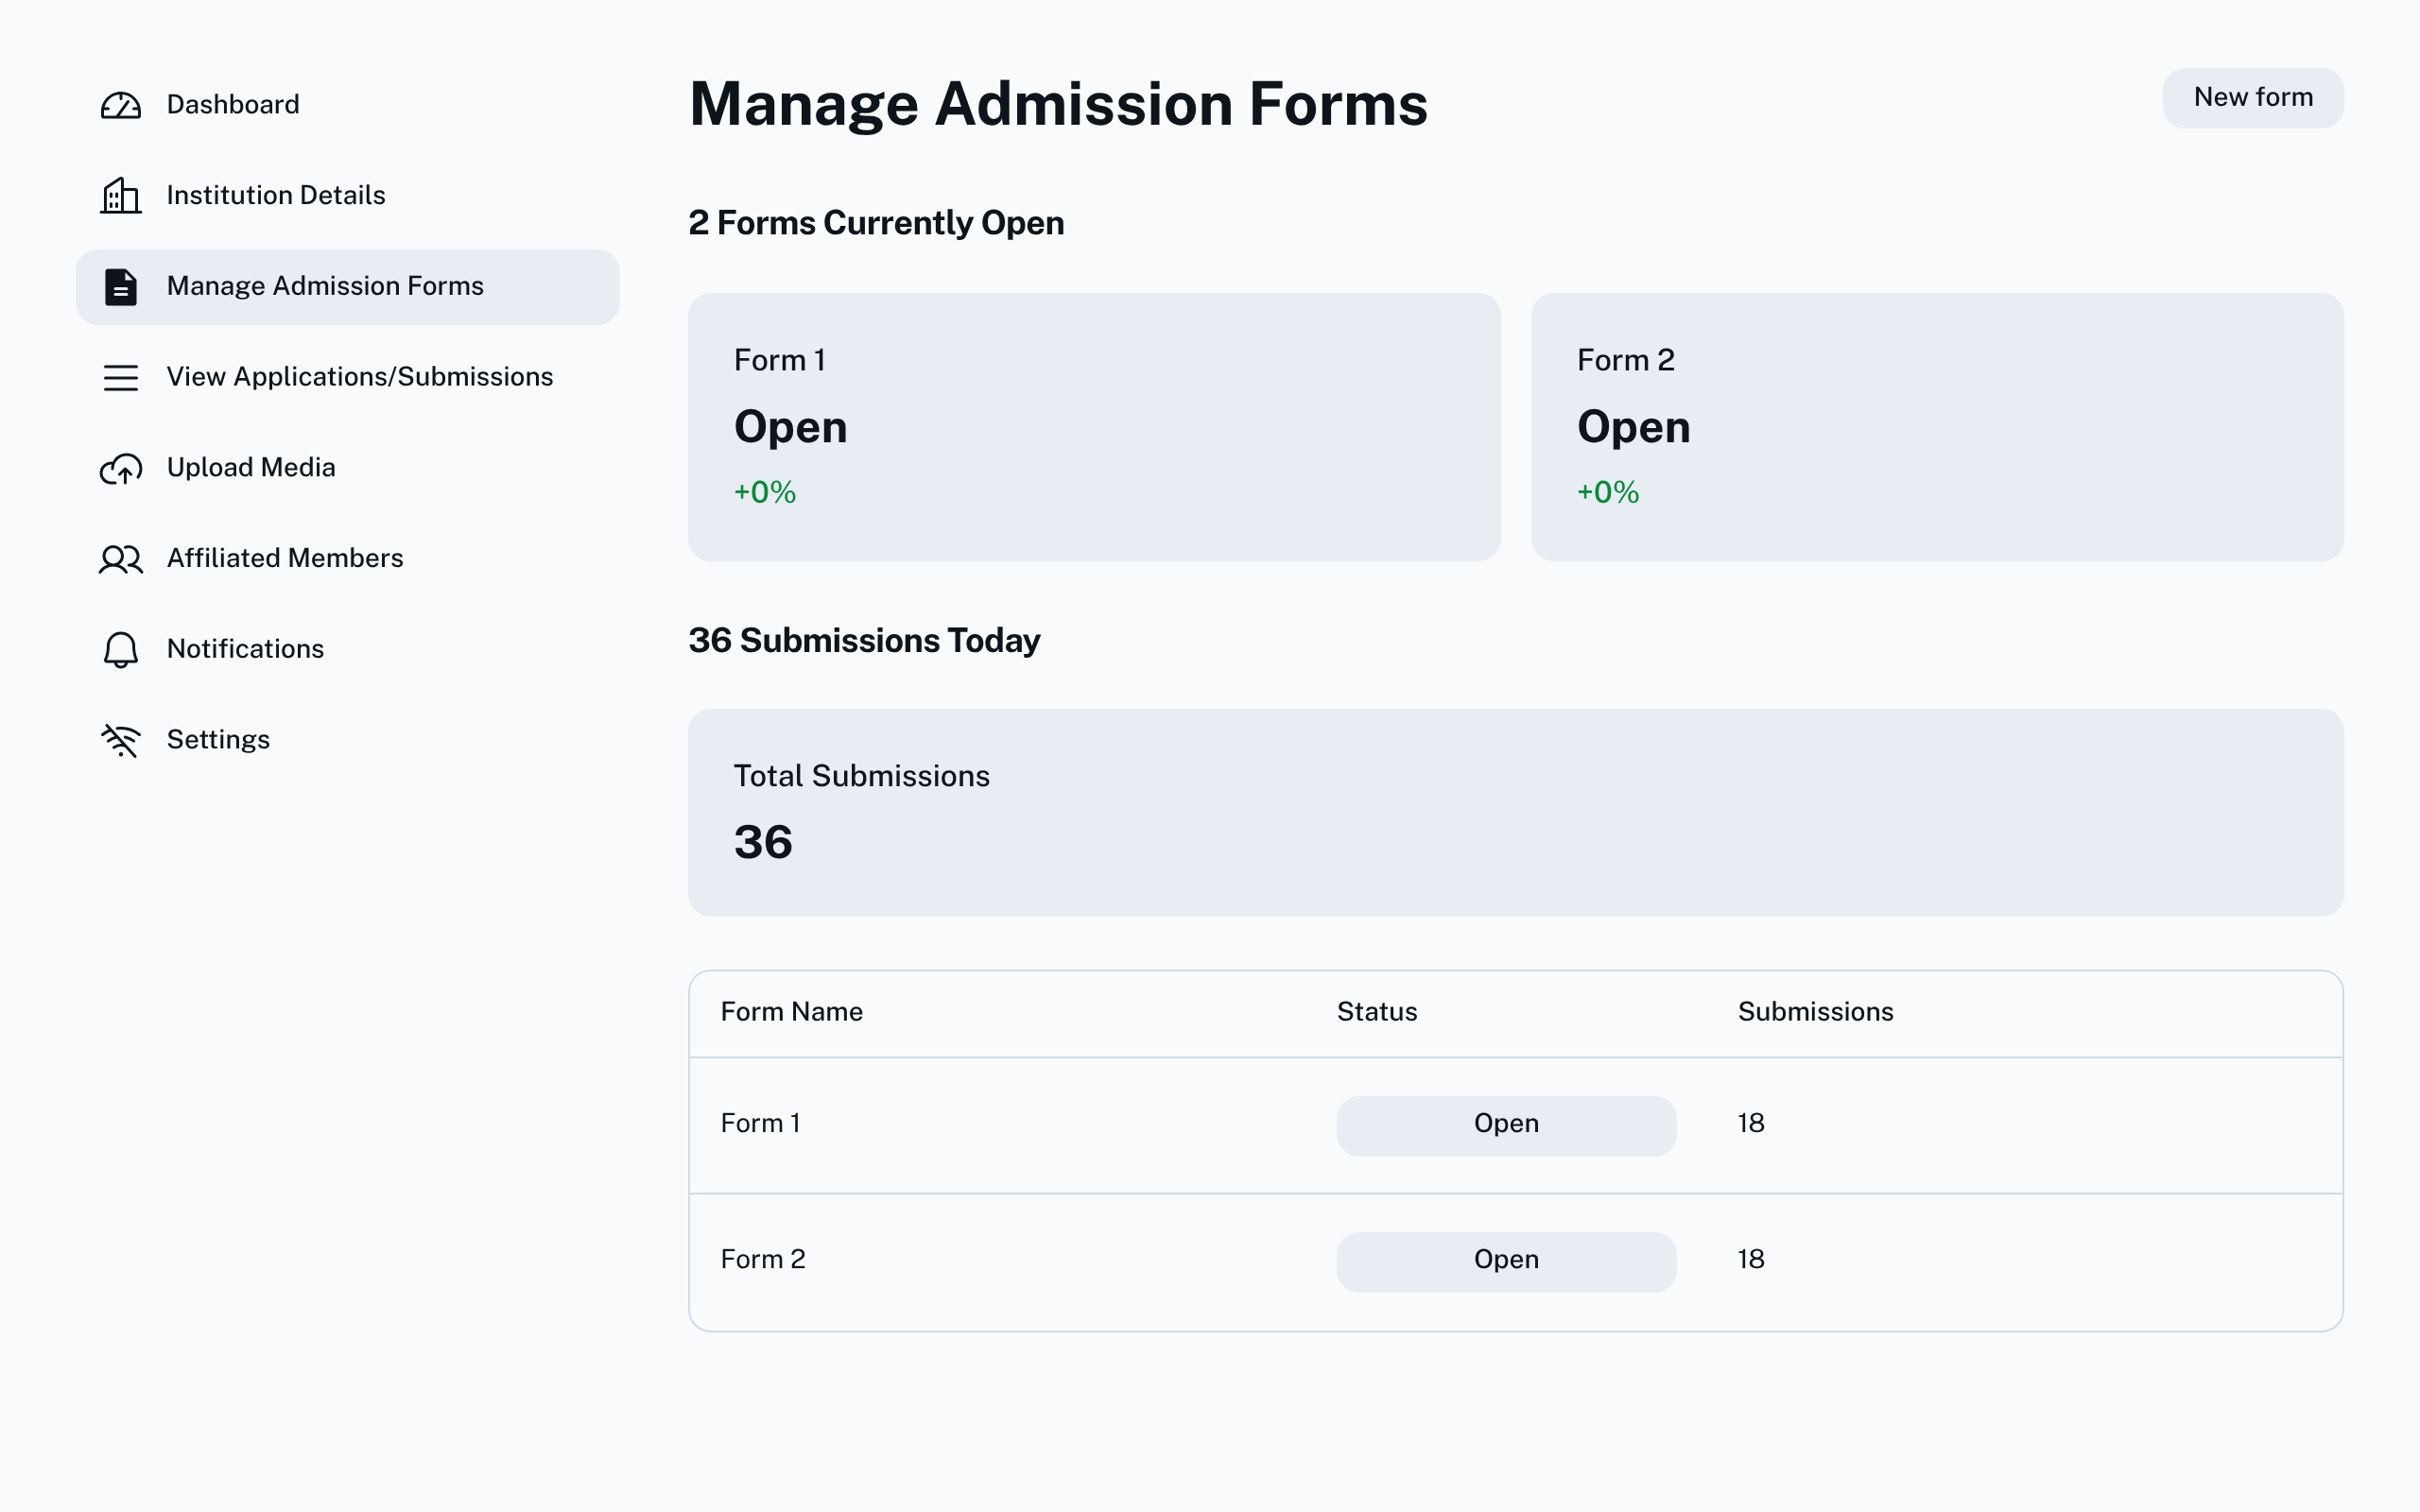 Dashboard
Institution Details
Manage Admission Forms
View Applications/Submissions
Upload Media
Affiliated Members
Notifications
Settings
Manage Admission Forms
New form
2 Forms Currently Open
Form 1
Open
+0%
Form 2
Open
+0%
36 Submissions Today
Total Submissions
36
Form Name Status Submissions
Form 1 Open 18
Form 2 Open 18